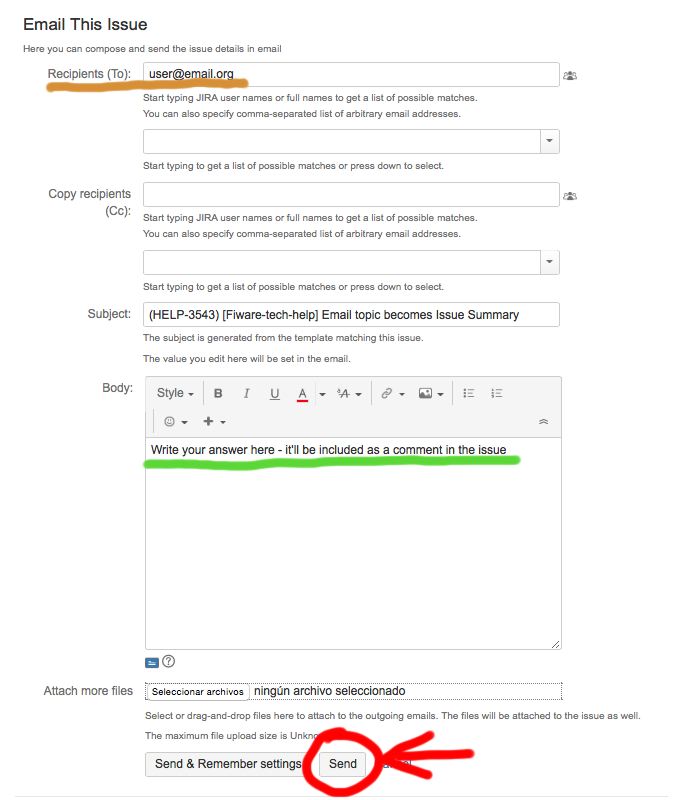 Email This Issue
Here you can compose and send the issue details in email
Recipients (To): user@email.org
Start typing JIRA user names or full names to get a list of possible matches.
You can also specify comma-separated list of arbitrary email addresses.
Start typing to get a list of possible matches or press down to select.
Copy recipients
(Cc):
Start typing JIRA user names or full names to get a list of possible matches.
You can also specify comma-separated list of arbitrary email addresses.
Start typing to get a list of possible matches or press down to select.
Subject: (HELP-3543) [Fiware-tech-help] Email topic becomes Issue Summary
The subject is generated from the template matching this issue.
The value you edit here will be set in the email.
Body: Style B I U A A
Write your answer here - it'll be included as a comment in the issue
Attach more files Seleccionar archivos ningún archivo seleccionado
Select or drag-and-drop files here to attach to the outgoing emails. The files will be attached to the issue as well.
The maximum file upload size is
Send & Remember settings Send